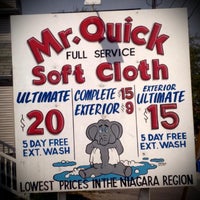 Mr. Quick
FULL SERVICE
Soft Cloth
ULTIMATE
$20
5 DAY FREE
EXT. WASH
COMPLETE 15
EXTERIOR $9
EXTERIOR
ULTIMATE
$15
5 DAY FREE
EXT. WASH
LOWEST PRICES IN THE NIAGARA REGION